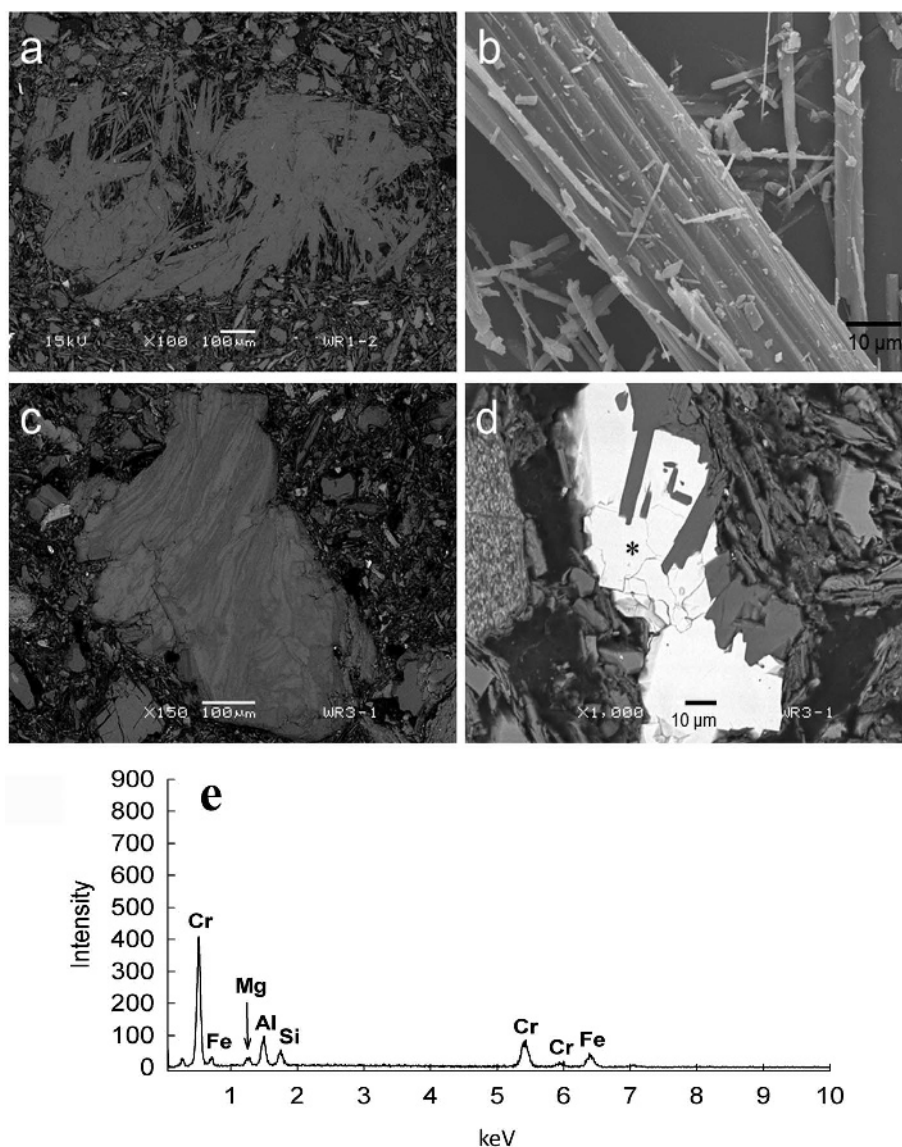 a
b
15kU X100 100µm WR1-2
10 µm
c
d
*
X150 100µm WR3-1
X1,000 10 µm WR3-1
e
900
800
700
600
500
400
300
200
100
0
Intensity
Cr
Fe
Mg
Al
Si
Cr
Cr
Fe
1 2 3 4 5 6 7 8 9 10
keV